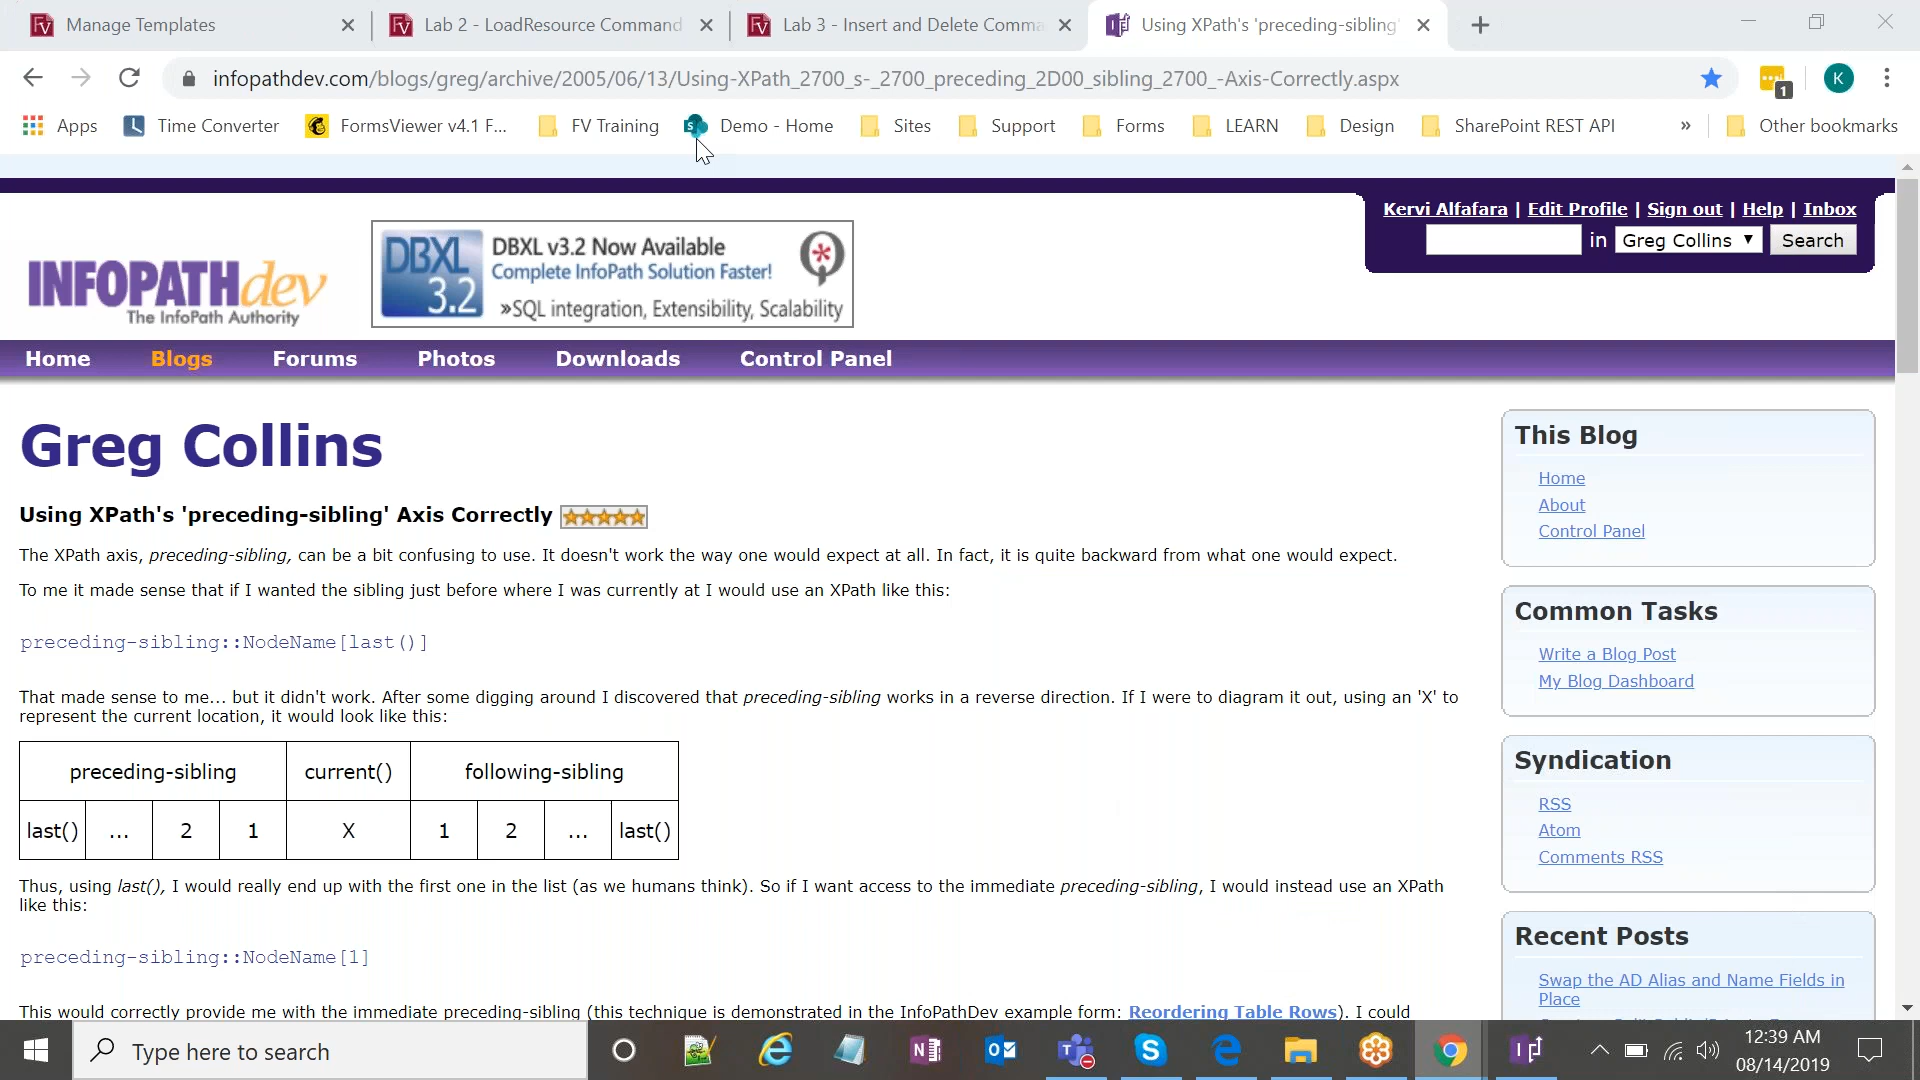 Manage Templates
Lab 2 - LoadResource Command
Lab 3 - Insert and Delete Comma
Using XPath's 'preceding-sibling'
infopathdev.com/blogs/greg/archive/2005/06/13/Using-XPath_2700_s-_2700_preceding_2D00_sibling_2700_-Axis-Correctly.aspx
1
K
Apps
Time Converter
FormsViewer v4.1 F...
FV Training
Demo - Home
Sites
Support
Forms
LEARN
Design
SharePoint REST API
»
Other bookmarks
Kervi Alfafara | Edit Profile | Sign out | Help | Inbox
in Greg Collins Search
INFOPATHdev
The InfoPath Authority
DBXL 3.2
DBXL v3.2 Now Available
Complete InfoPath Solution Faster!
»SQL integration, Extensibility, Scalability
Home Blogs Forums Photos Downloads Control Panel
Greg Collins
Using XPath's 'preceding-sibling' Axis Correctly
The XPath axis, preceding-sibling, can be a bit confusing to use. It doesn't work the way one would expect at all. In fact, it is quite backward from what one would expect.
To me it made sense that if I wanted the sibling just before where I was currently at I would use an XPath like this:
preceding-sibling::NodeName[last()]
That made sense to me... but it didn't work. After some digging around I discovered that preceding-sibling works in a reverse direction. If I were to diagram it out, using an 'X' to
represent the current location, it would look like this:
preceding-sibling current() following-sibling
last() ... 2 1 X 1 2 ... last()
Thus, using last(), I would really end up with the first one in the list (as we humans think). So if I want access to the immediate preceding-sibling, I would instead use an XPath
like this:
preceding-sibling::NodeName[1]
This would correctly provide me with the immediate preceding-sibling (this technique is demonstrated in the InfoPathDev example form: Reordering Table Rows). I could
This Blog
Home
About
Control Panel
Common Tasks
Write a Blog Post
My Blog Dashboard
Syndication
RSS
Atom
Comments RSS
Recent Posts
Swap the AD Alias and Name Fields in
Place
Type here to search
12:39 AM
08/14/2019